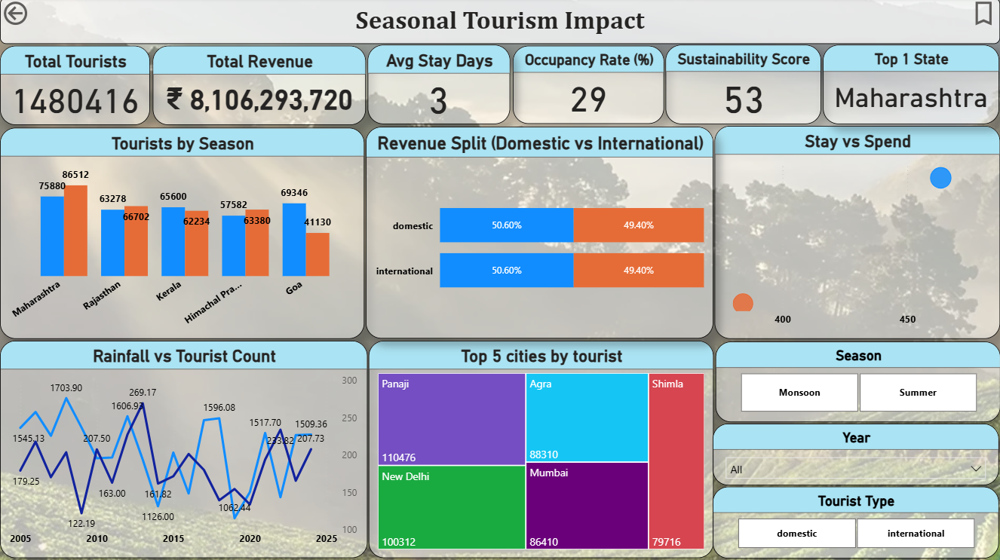 Seasonal Tourism Impact
Total Tourists
1480416
Total Revenue
₹ 8,106,293,720
Avg Stay Days
3
Occupancy Rate (%)
29
Sustainability Score
53
Top 1 State
Maharashtra
Tourists by Season
75880
86512
63278
66702
65600
62234
57582
63380
69346
41130
Maharashtra
Rajasthan
Kerala
Himachal Pra...
Goa
Revenue Split (Domestic vs International)
domestic
50.60%
49.40%
international
50.60%
49.40%
Stay vs Spend
400
450
Rainfall vs Tourist Count
1703.90
269.17
1606.93
1596.08
1517.70
1509.36
1545.13
207.50
233.82
207.73
179.25
163.00
161.82
1062.44
122.19
1126.00
300
250
200
150
100
2005
2010
2015
2020
2025
Top 5 cities by tourist
Panaji
110476
New Delhi
100312
Agra
88310
Mumbai
86410
Shimla
79716
Season
Monsoon
Summer
Year
All
Tourist Type
domestic
international